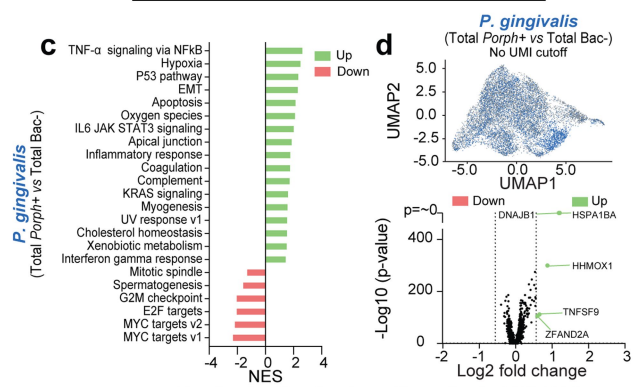 c
P. gingivalis
(Total Porph+ vs Total Bac-)
TNF-α signaling via NFkB
Hypoxia
P53 pathway
EMT
Apoptosis
Oxygen species
IL6 JAK STAT3 signaling
Apical junction
Inflammatory response
Coagulation
Complement
KRAS signaling
Myogenesis
UV response v1
Cholesterol homeostasis
Xenobiotic metabolism
Interferon gamma response
Mitotic spindle
Spermatogenesis
G2M checkpoint
E2F targets
MYC targets v2
MYC targets v1
Up
Down
-4 -2 0 2 4
NES
d
P. gingivalis
(Total Porph+ vs Total Bac-)
No UMI cutoff
UMAP2
5.0
2.5
0.0
-2.5
-5.0
-5.0 0.0 5.0
UMAP1
Down Up
p=~0
DNAJB1
HSPA1BA
HHMOX1
TNFSF9
ZFAND2A
-Log10 (p-value)
400
200
0
-2 -1 0 1 2 3
Log2 fold change